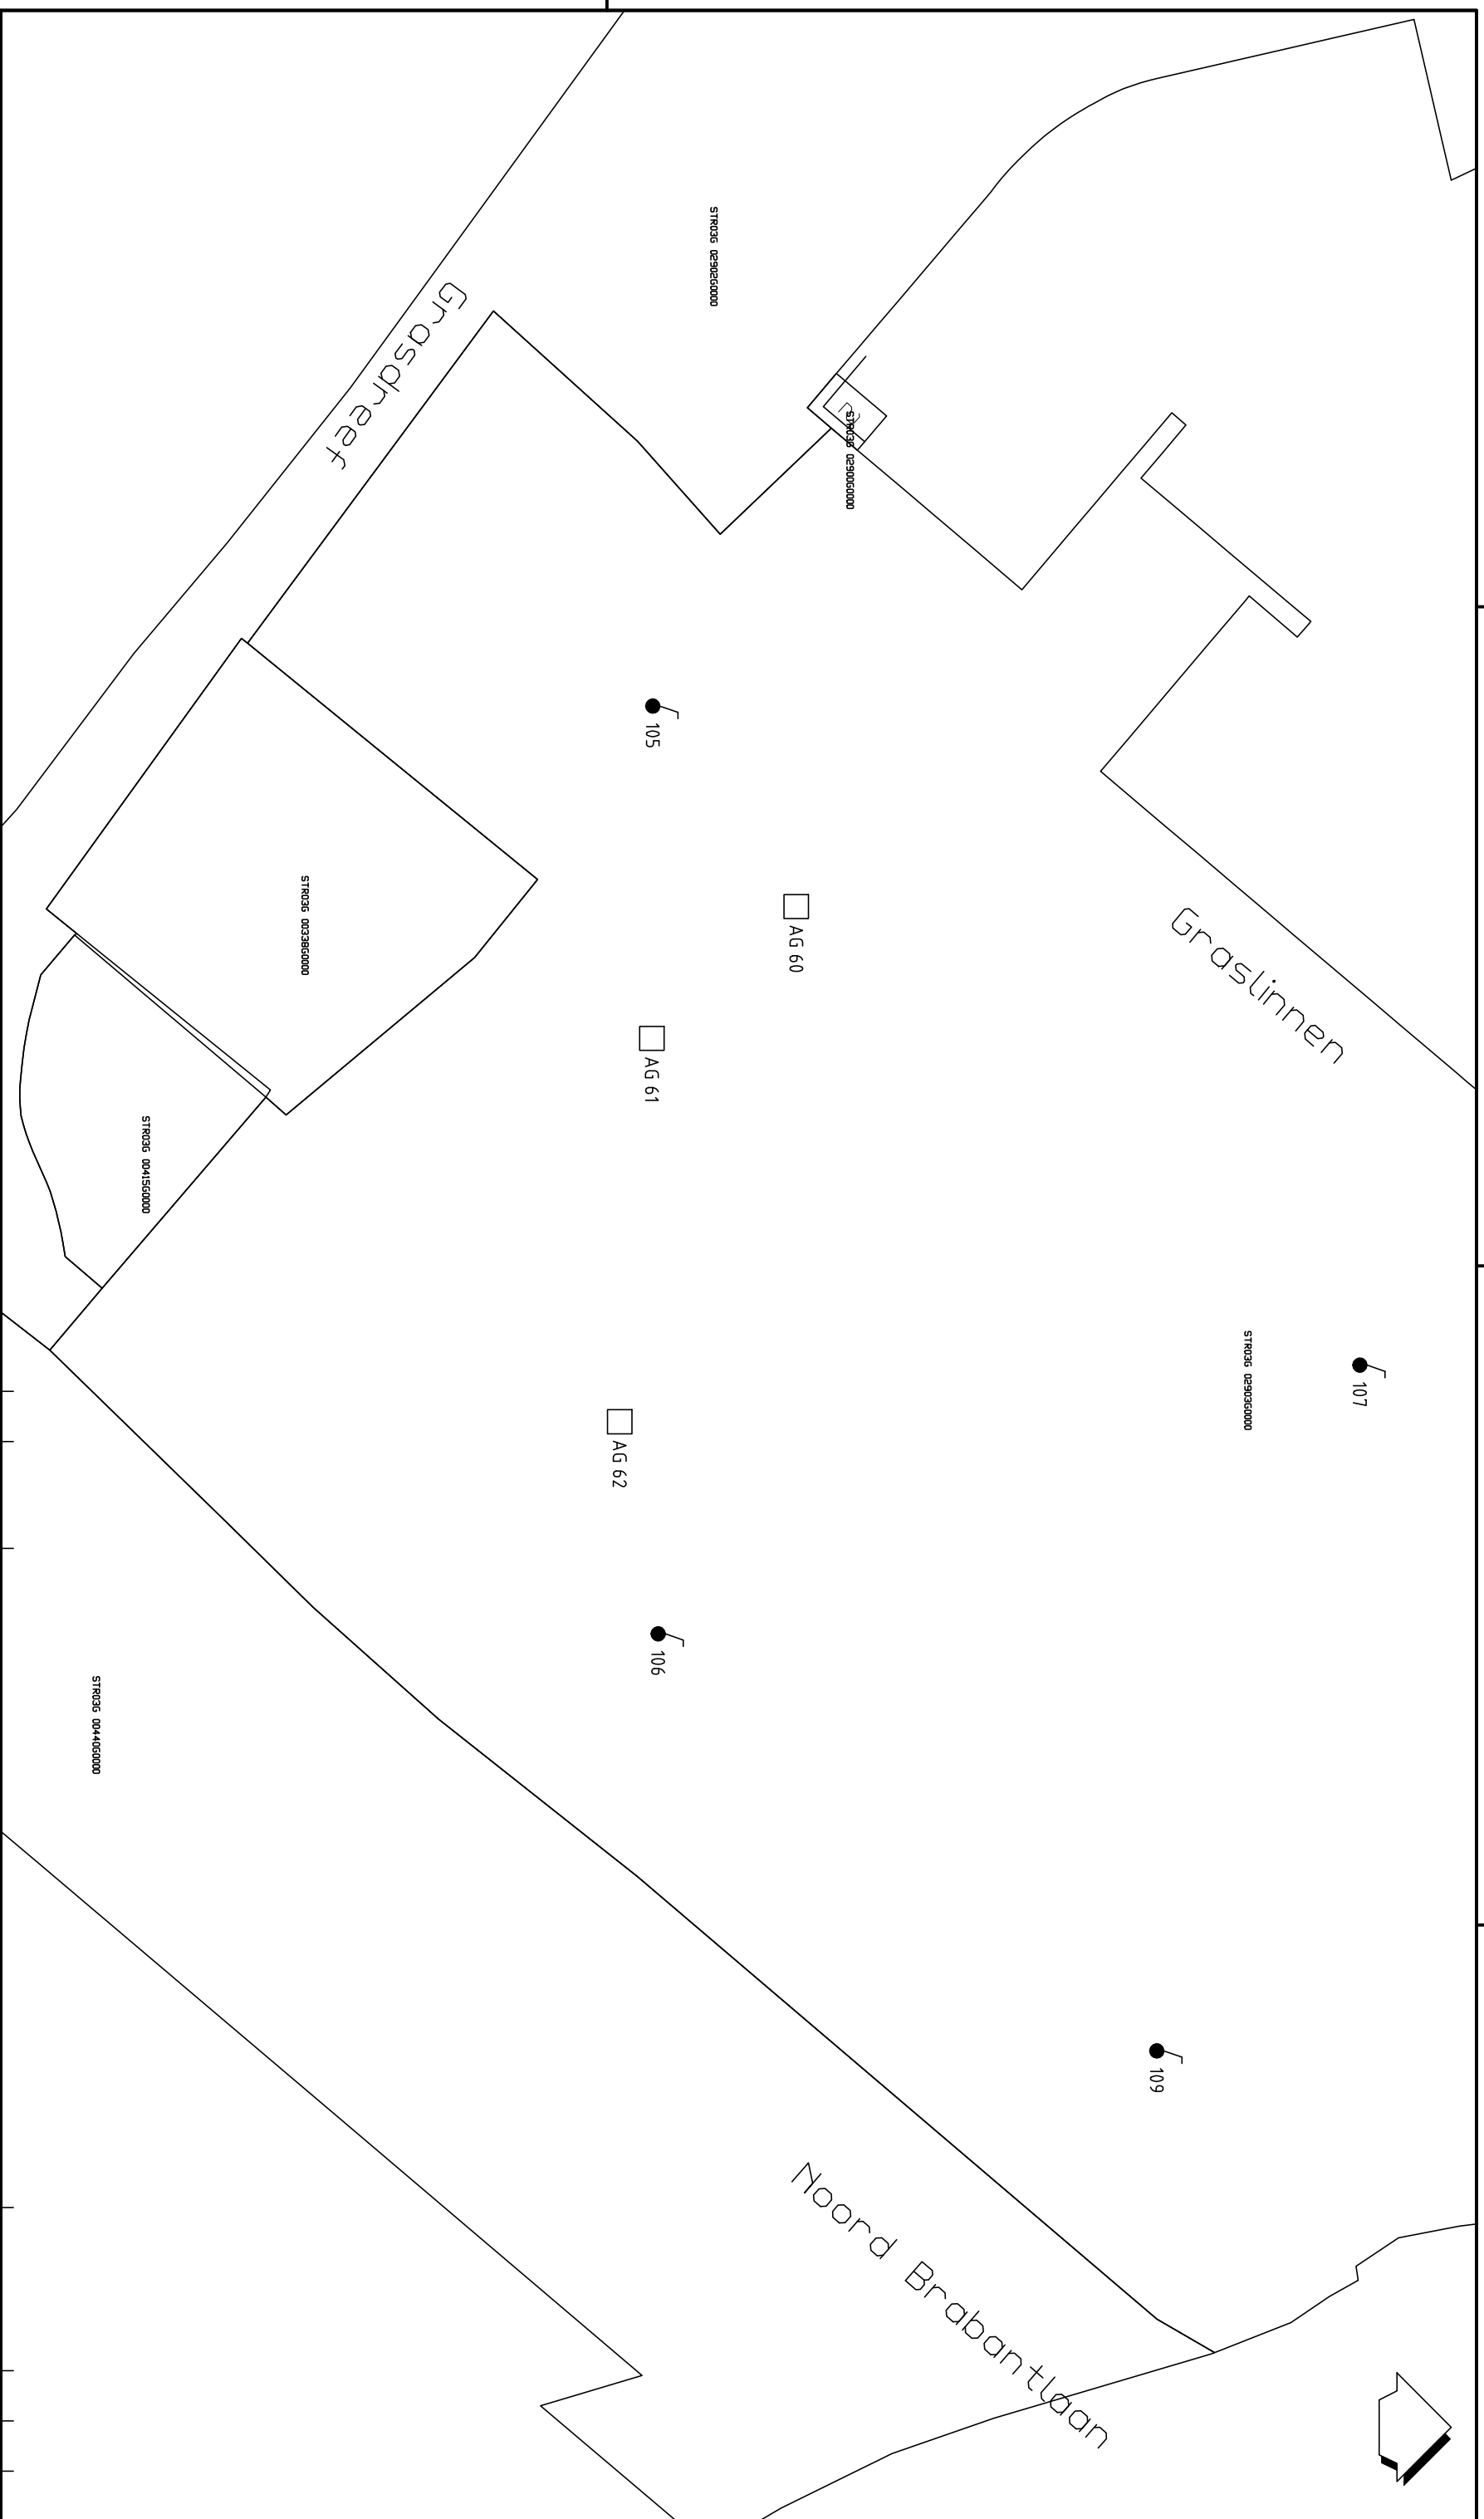 STR03G 02902G0000
Grasdreef
STR03G 02900G0000
105
STR03G 00338G0000
AG 60
Graslinnen
AG 61
STR03G 00415G0000
STR03G 02903G0000
107
AG 62
106
STR03G 00440G0000
109
Noord Brabantlaan